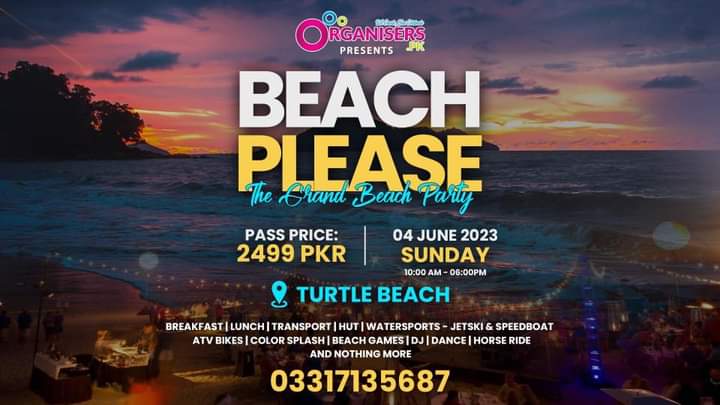 ORGANISERS
.PK
PRESENTS
BEACH
PLEASE
The Grand Beach Party
PASS PRICE:
2499 PKR
04 JUNE 2023
SUNDAY
10:00 AM - 06:00PM
TURTLE BEACH
BREAKFAST | LUNCH | TRANSPORT | HUT | WATERSPORTS - JETSKI & SPEEDBOAT
ATV BIKES | COLOR SPLASH | BEACH GAMES | DJ | DANCE | HORSE RIDE
AND NOTHING MORE
03317135687